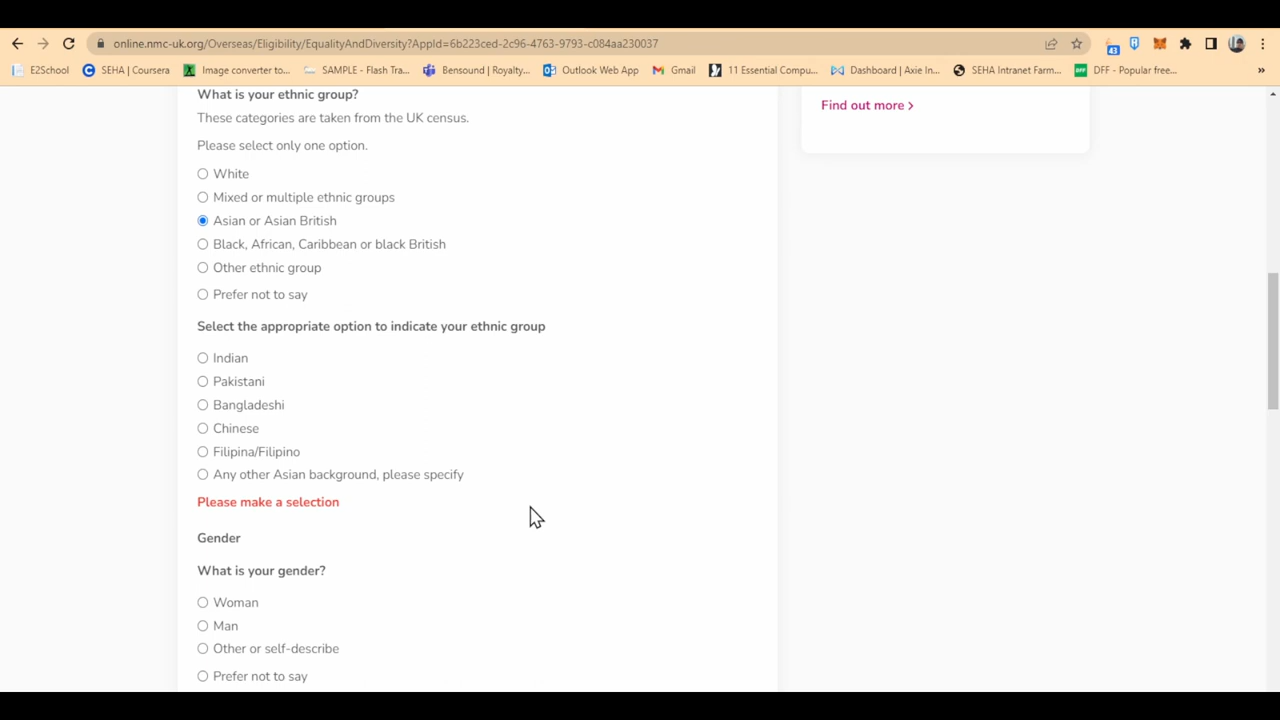 online.nmc-uk.org/Overseas/Eligibility/EqualityAndDiversity?AppId=6b223ced-2c96-4763-9793-c084aa230037
43
E2School
SEHA | Coursera
Image converter to...
SAMPLE - Flash Tra...
Bensound | Royalty...
Outlook Web App
Gmail
11 Essential Compu...
Dashboard | Axie In...
SEHA Intranet Farm...
DFF - Popular free...
»
What is your ethnic group?
Find out more >
These categories are taken from the UK census.
Please select only one option.
White
Mixed or multiple ethnic groups
Asian or Asian British
Black, African, Caribbean or black British
Other ethnic group
Prefer not to say
Select the appropriate option to indicate your ethnic group
Indian
Pakistani
Bangladeshi
Chinese
Filipina/Filipino
Any other Asian background, please specify
Please make a selection
Gender
What is your gender?
Woman
Man
Other or self-describe
Prefer not to say